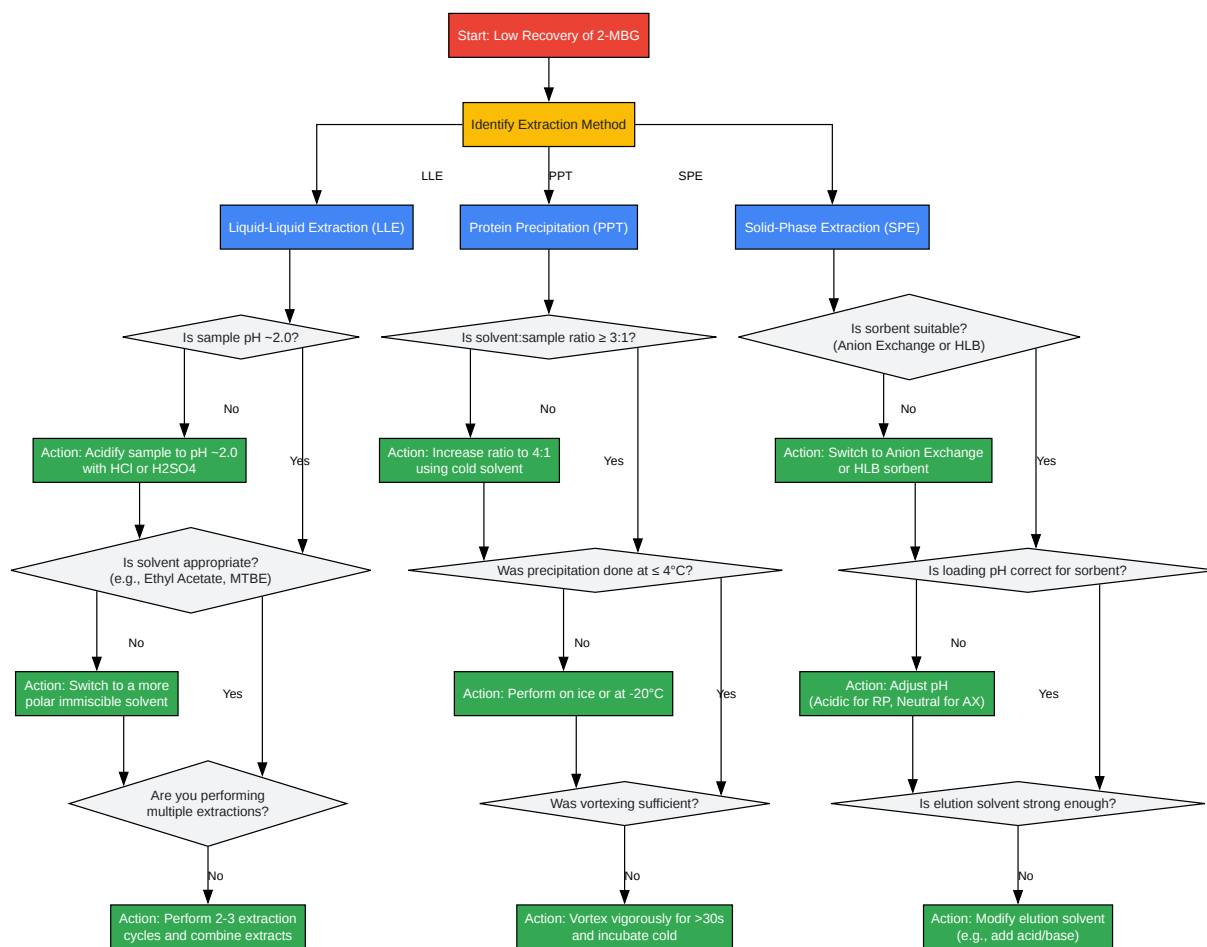 Start: Low Recovery of 2-MBG
Identify Extraction Method
LLE
PPT
SPE
Liquid-Liquid Extraction (LLE)
Protein Precipitation (PPT)
Solid-Phase Extraction (SPE)
Is sample pH ~2.0?
Is solvent:sample ratio ≥ 3:1?
Is sorbent suitable?
(Anion Exchange or HLB)
No
No
No
Action: Acidify sample to pH ~2.0
with HCl or H2SO4
Yes
Action: Increase ratio to 4:1
using cold solvent
Yes
Action: Switch to Anion Exchange
or HLB sorbent
Yes
Is solvent appropriate?
(e.g., Ethyl Acetate, MTBE)
Was precipitation done at ≤ 4°C?
Is loading pH correct for sorbent?
No
No
No
Action: Switch to a more
polar immiscible solvent
Yes
Action: Perform on ice or at -20°C
Yes
Action: Adjust pH
(Acidic for RP, Neutral for AX)
Yes
Are you performing
multiple extractions?
Was vortexing sufficient?
Is elution solvent strong enough?
No
No
No
Action: Perform 2-3 extraction
cycles and combine extracts
Action: Vortex vigorously for >30s
and incubate cold
Action: Modify elution solvent
(e.g., add acid/base)